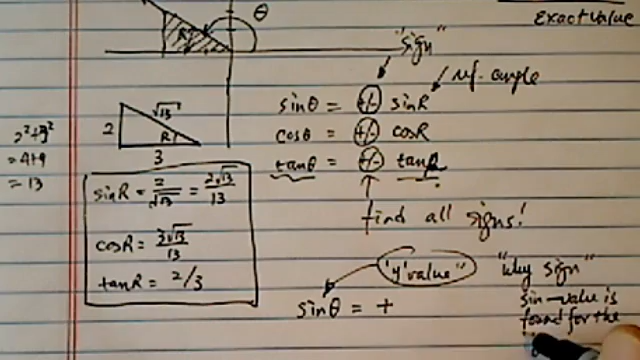 Exact value
θ
"sign"
R
ref. angle
sinθ = +/- sinR
cosθ = +/- cosR
tanθ = +/- tanR
2
√13
R
3
2²+3²
= 4+9
= 13
sinR = 2/√13 = 2√13/13
cosR = 3√13/13
tanR = 2/3
find all signs!
"y" value"
"why sign"
sinθ = +
sin-value is
found for the